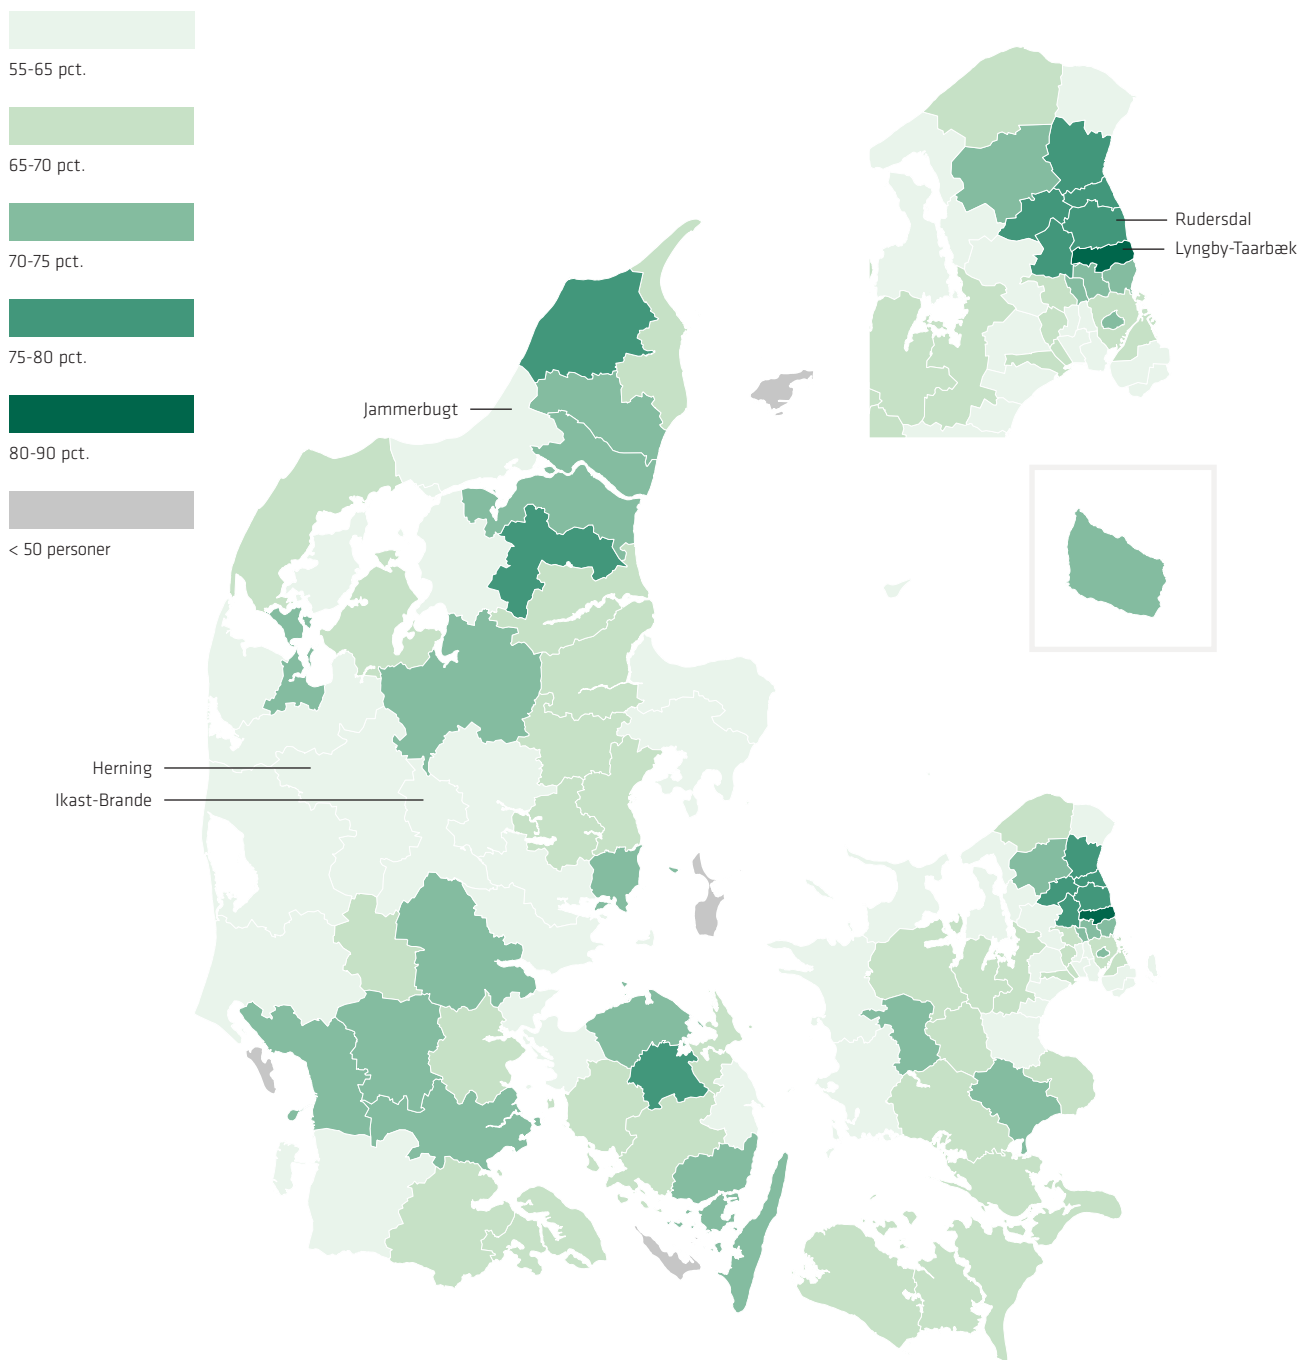 55-65 pct.
65-70 pct.
70-75 pct.
75-80 pct.
80-90 pct.
< 50 personer
Rudersdal
Lyngby-Taarbæk
Jammerbugt
Herning
Ikast-Brande